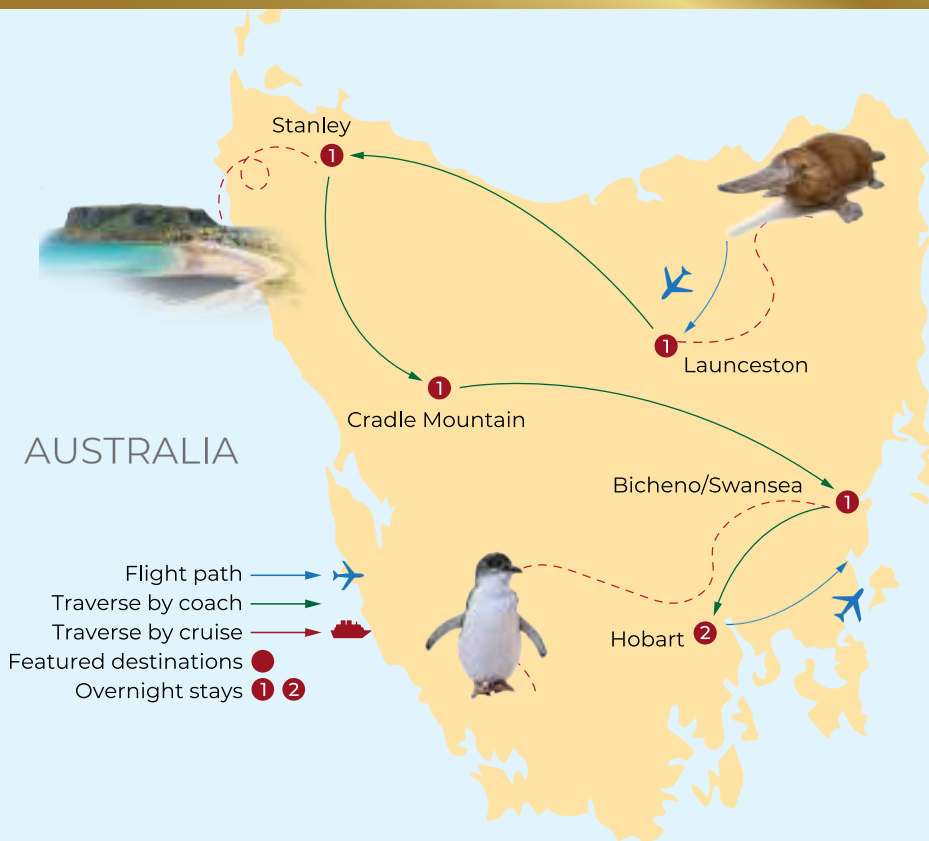 Stanley
1
1
Launceston
1
Cradle Mountain
AUSTRALIA
Bicheno/Swansea
1
Hobart 2
Flight path
Traverse by coach
Traverse by cruise
Featured destinations
Overnight stays 1 2